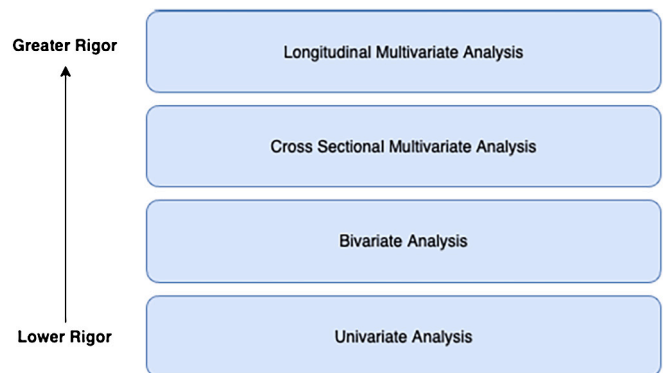 Greater Rigor
Longitudinal Multivariate Analysis
Cross Sectional Multivariate Analysis
Bivariate Analysis
Lower Rigor
Univariate Analysis